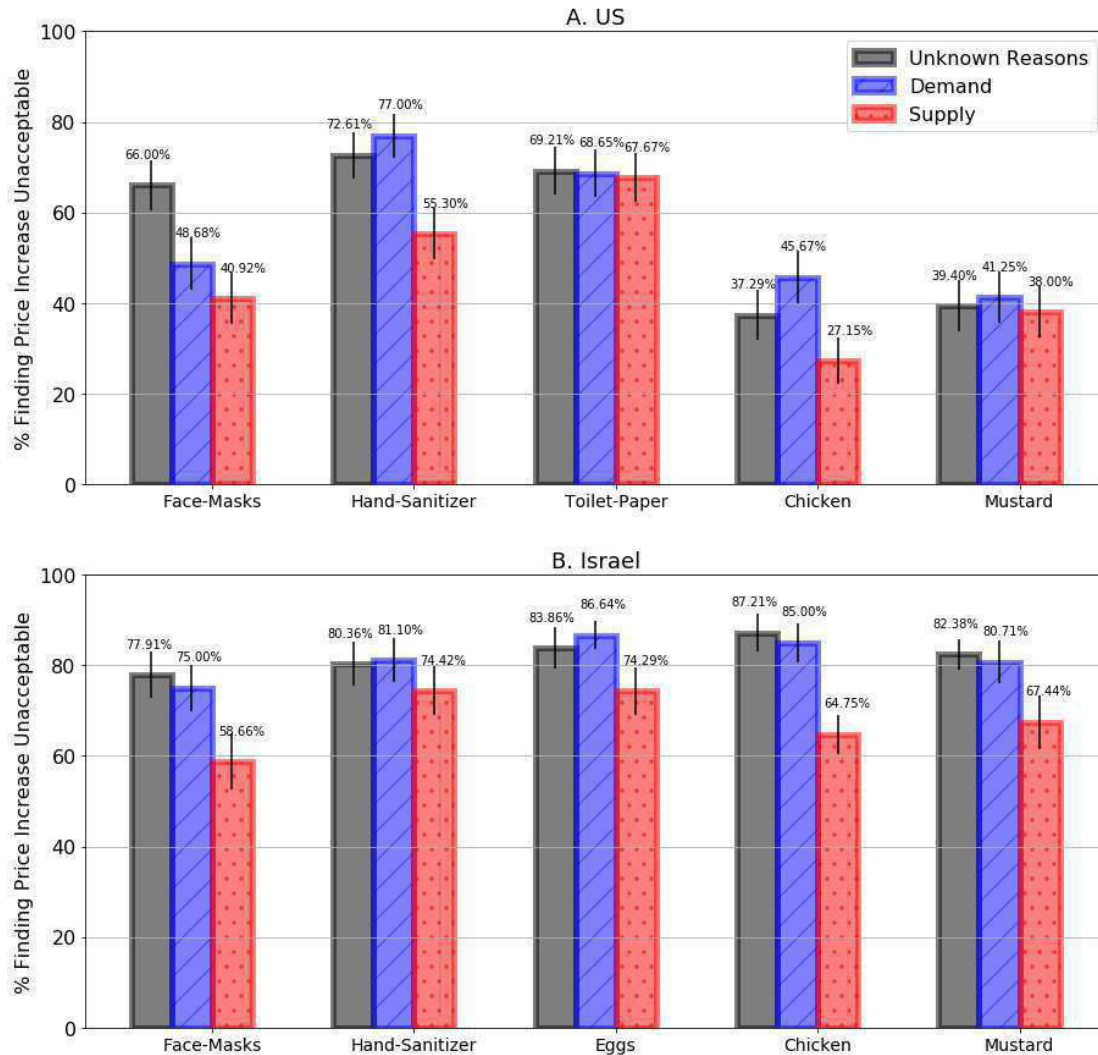 A. US
% Finding Price Increase Unacceptable
100
80
60
40
20
0
Unknown Reasons
Demand
Supply
66.00%
48.68%
40.92%
72.61%
77.00%
55.30%
69.21%
68.65%
67.67%
37.29%
45.67%
27.15%
39.40%
41.25%
38.00%
Face-Masks
Hand-Sanitizer
Toilet-Paper
Chicken
Mustard
B. Israel
% Finding Price Increase Unacceptable
100
80
60
40
20
0
77.91%
75.00%
58.66%
80.36%
81.10%
74.42%
83.86%
86.64%
74.29%
87.21%
85.00%
64.75%
82.38%
80.71%
67.44%
Face-Masks
Hand-Sanitizer
Eggs
Chicken
Mustard